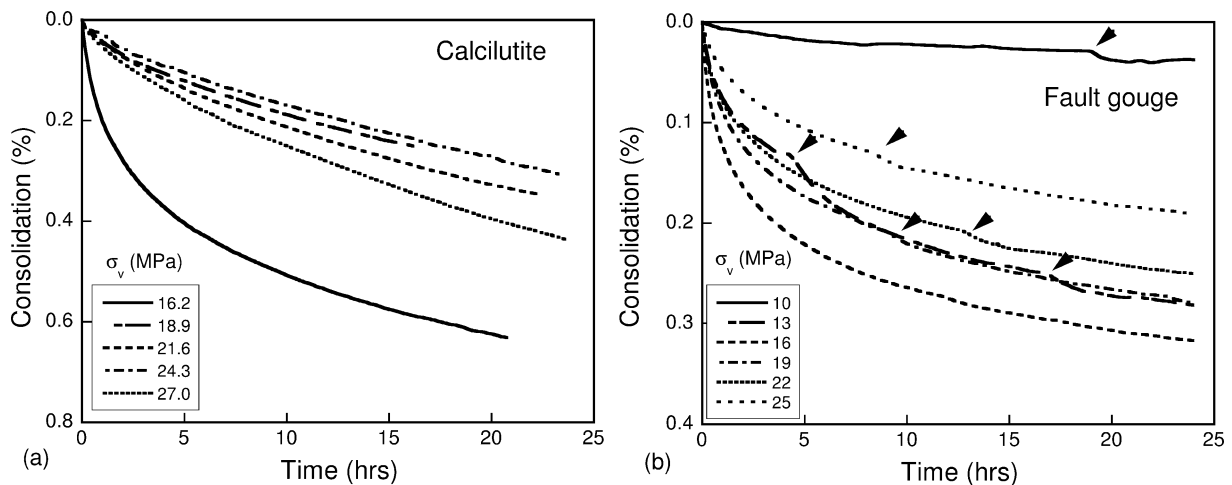 Calcilutite
Consolidation (%)
0.0
0.2
0.4
0.6
0.8
σv (MPa)
16.2
18.9
21.6
24.3
27.0
0 5 10 15 20 25
Time (hrs)
(a)
Fault gouge
Consolidation (%)
0.0
0.1
0.2
0.3
0.4
σv (MPa)
10
13
16
19
22
25
0 5 10 15 20 25
Time (hrs)
(b)